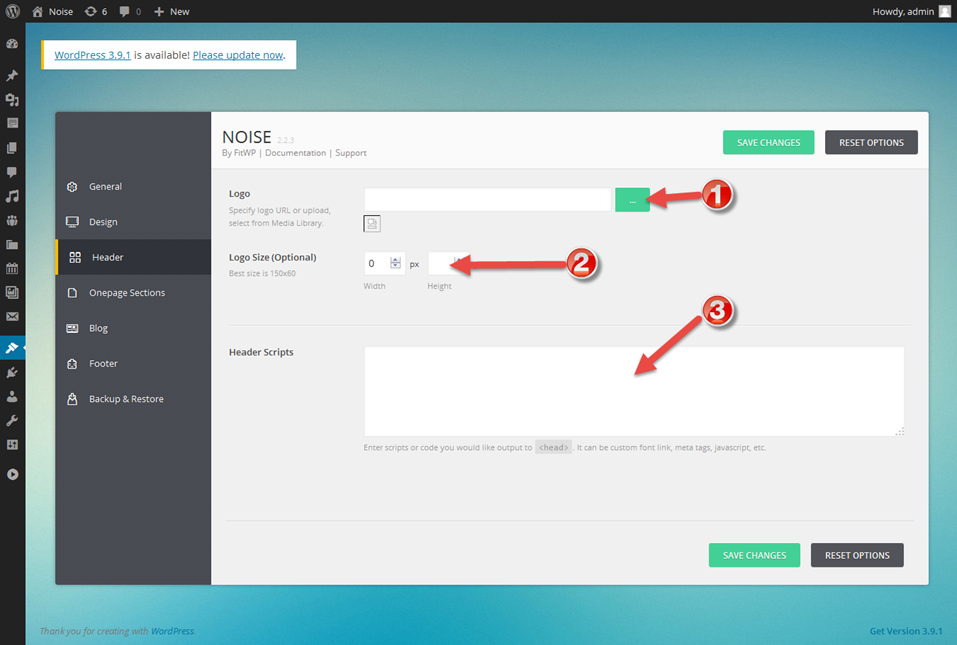 Noise 6 0 New Howdy, admin
WordPress 3.9.1 is available! Please update now.
NOISE 2.2.3
By FitWP | Documentation | Support
SAVE CHANGES RESET OPTIONS
General
Design
Header
Onepage Sections
Blog
Footer
Backup & Restore
Logo
Specify logo URL or upload,
select from Media Library.
...
1
Logo Size (Optional)
Best size is 150x60
0 px
Width Height
2
Header Scripts
3
Enter scripts or code you would like output to <head> . It can be custom font link, meta tags, javascript, etc.
SAVE CHANGES RESET OPTIONS
Thank you for creating with WordPress.
Get Version 3.9.1